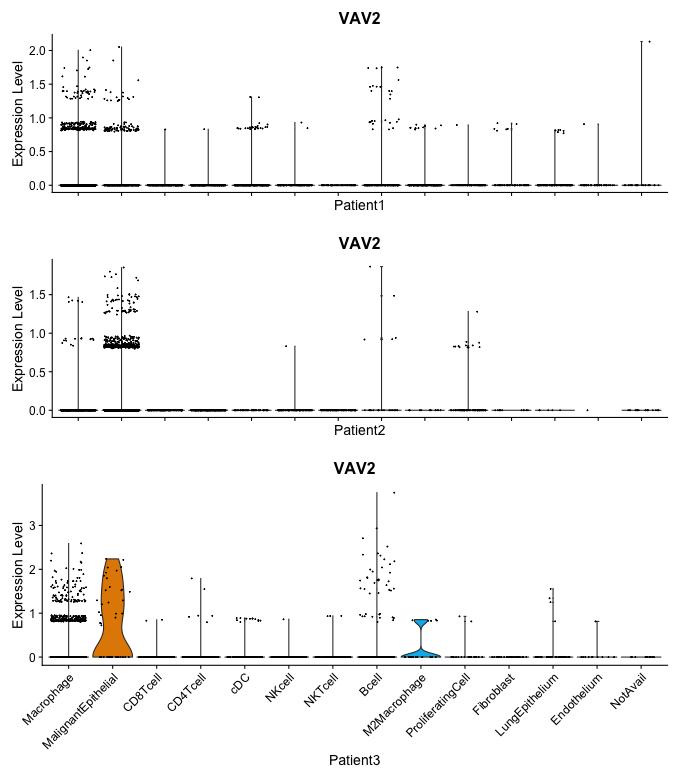 VAV2
Expression Level
2.0
1.5
1.0
0.5
0.0
Patient1
VAV2
Expression Level
1.5
1.0
0.5
0.0
Patient2
VAV2
Expression Level
3
2
1
0
Macrophage
MalignantEpithelial
CD8Tcell
CD4Tcell
cDC
NKcell
NKTcell
Bcell
M2Macrophage
ProliferatingCell
Fibroblast
LungEpithelium
Endothelium
NotAvail
Patient3